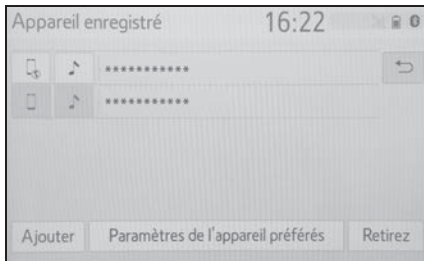 Appareil enregistré 16:22
***********
***********
Ajouter Paramètres de l'appareil préférés Retirez